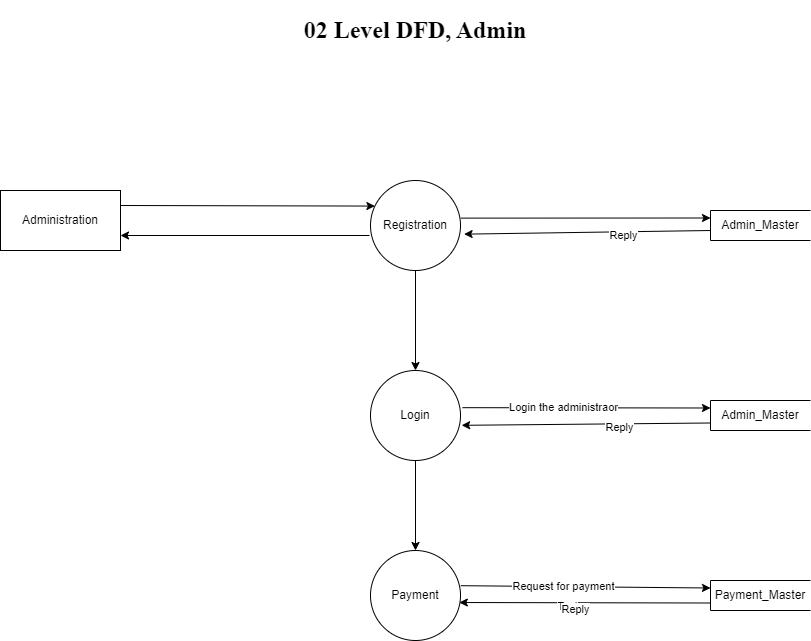 02 Level DFD, Admin
Administration
Registration
Admin_Master
Reply
Login
Login the administraor
Admin_Master
Reply
Payment
Request for payment
Payment_Master
Reply